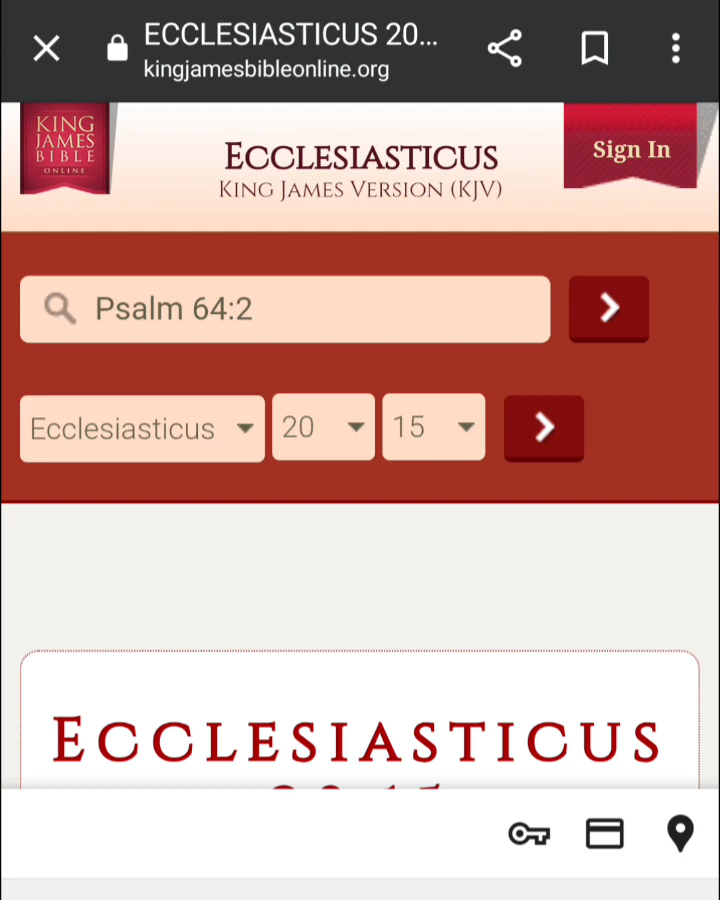 ECCLESIASTICUS 20...
kingjamesbibleonline.org
KING
JAMES
BIBLE
ONLINE
ECCLESIASTICUS
KING JAMES VERSION (KJV)
Sign In
Psalm 64:2
Ecclesiasticus 20 15
ECCLESIASTICUS